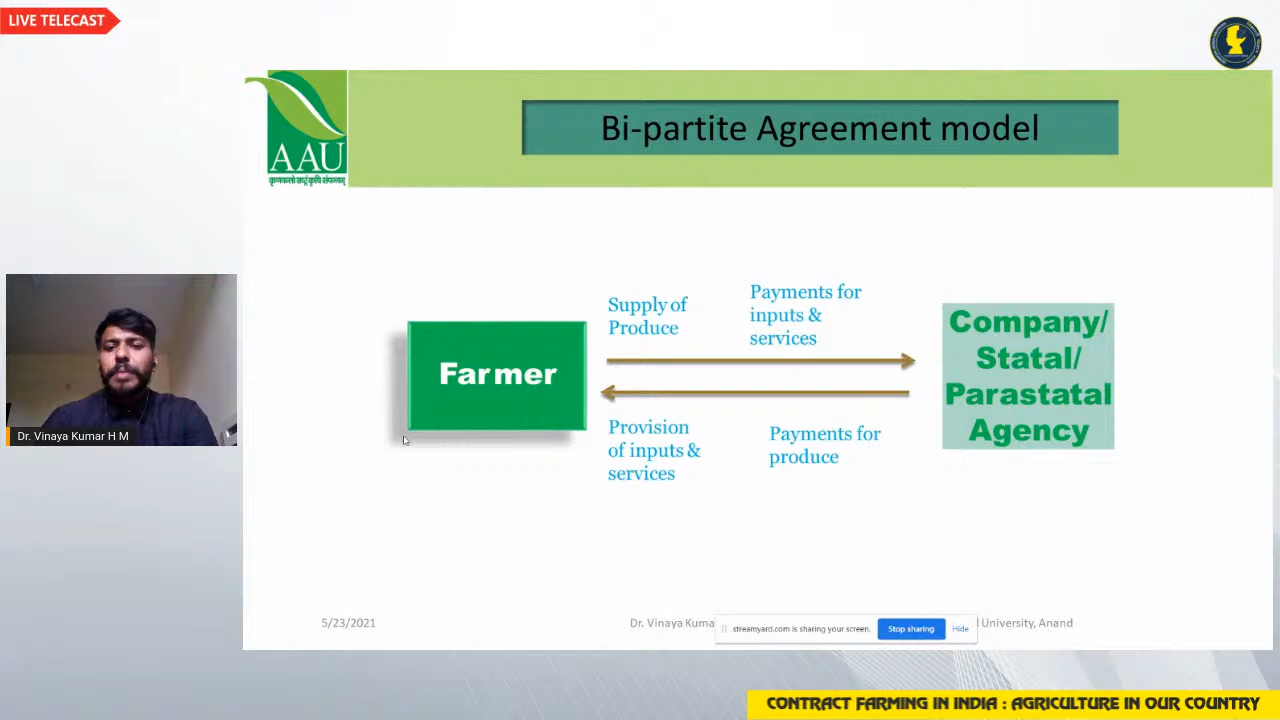 LIVE TELECAST
AAU
Bi-partite Agreement model
Supply of
Produce
Payments for
inputs &
services
Farmer
Company/
Statal/
Parastatal
Agency
Provision
of inputs &
services
Payments for
produce
Dr. Vinaya Kumar H M
5/23/2021
Dr. Vinaya Kuma
University, Anand
streamyard.com is sharing your screen.
Stop sharing
Hide
CONTRACT FARMING IN INDIA : AGRICULTURE IN OUR COUNTRY